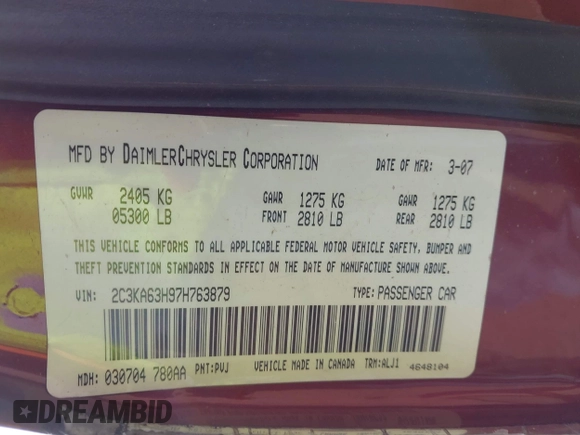 MFD BY DAIMLERCHRYSLER CORPORATION DATE OF MFR: 3-07
GVWR 2405 KG GAWR 1275 KG GAWR 1275 KG
05300 LB FRONT 2810 LB REAR 2810 LB
THIS VEHICLE CONFORMS TO ALL APPLICABLE FEDERAL MOTOR VEHICLE SAFETY, BUMPER AND
THEFT PREVENTION STANDARDS IN EFFECT ON THE DATE OF MANUFACTURE SHOWN ABOVE.
VIN: 2C3KA63H97H763879 TYPE: PASSENGER CAR
MDH: 030704 780AA PNT: PVJ VEHICLE MADE IN CANADA TRM: ALJ1 4648104
DREAMBID